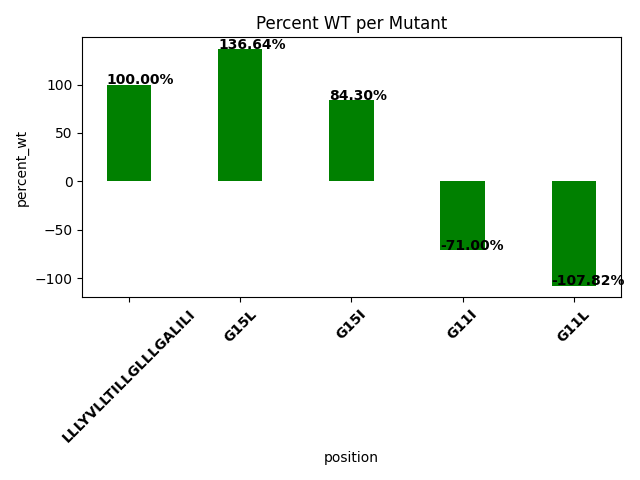 Percent WT per Mutant
percent_wt
100
50
0
−50
−100
100.00%
136.64%
84.30%
-71.00%
-107.82%
LLLYVLLTILLGLLLGALILI
G15L
G15I
G11I
G11L
position